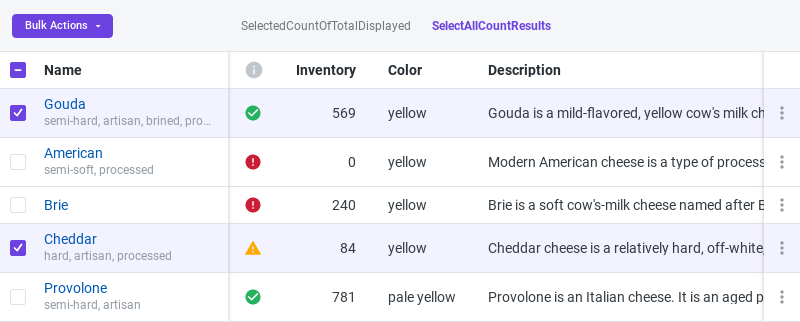 Bulk Actions
SelectedCountOfTotalDisplayed SelectAllCountResults
Name Inventory Color Description
Gouda 569 yellow Gouda is a mild-flavored, yellow cow's milk ch
semi-hard, artisan, brined, pro...
American 0 yellow Modern American cheese is a type of process
semi-soft, processed
Brie 240 yellow Brie is a soft cow's-milk cheese named after B
Cheddar 84 yellow Cheddar cheese is a relatively hard, off-white,
hard, artisan, processed
Provolone 781 pale yellow Provolone is an Italian cheese. It is an aged p
semi-hard, artisan